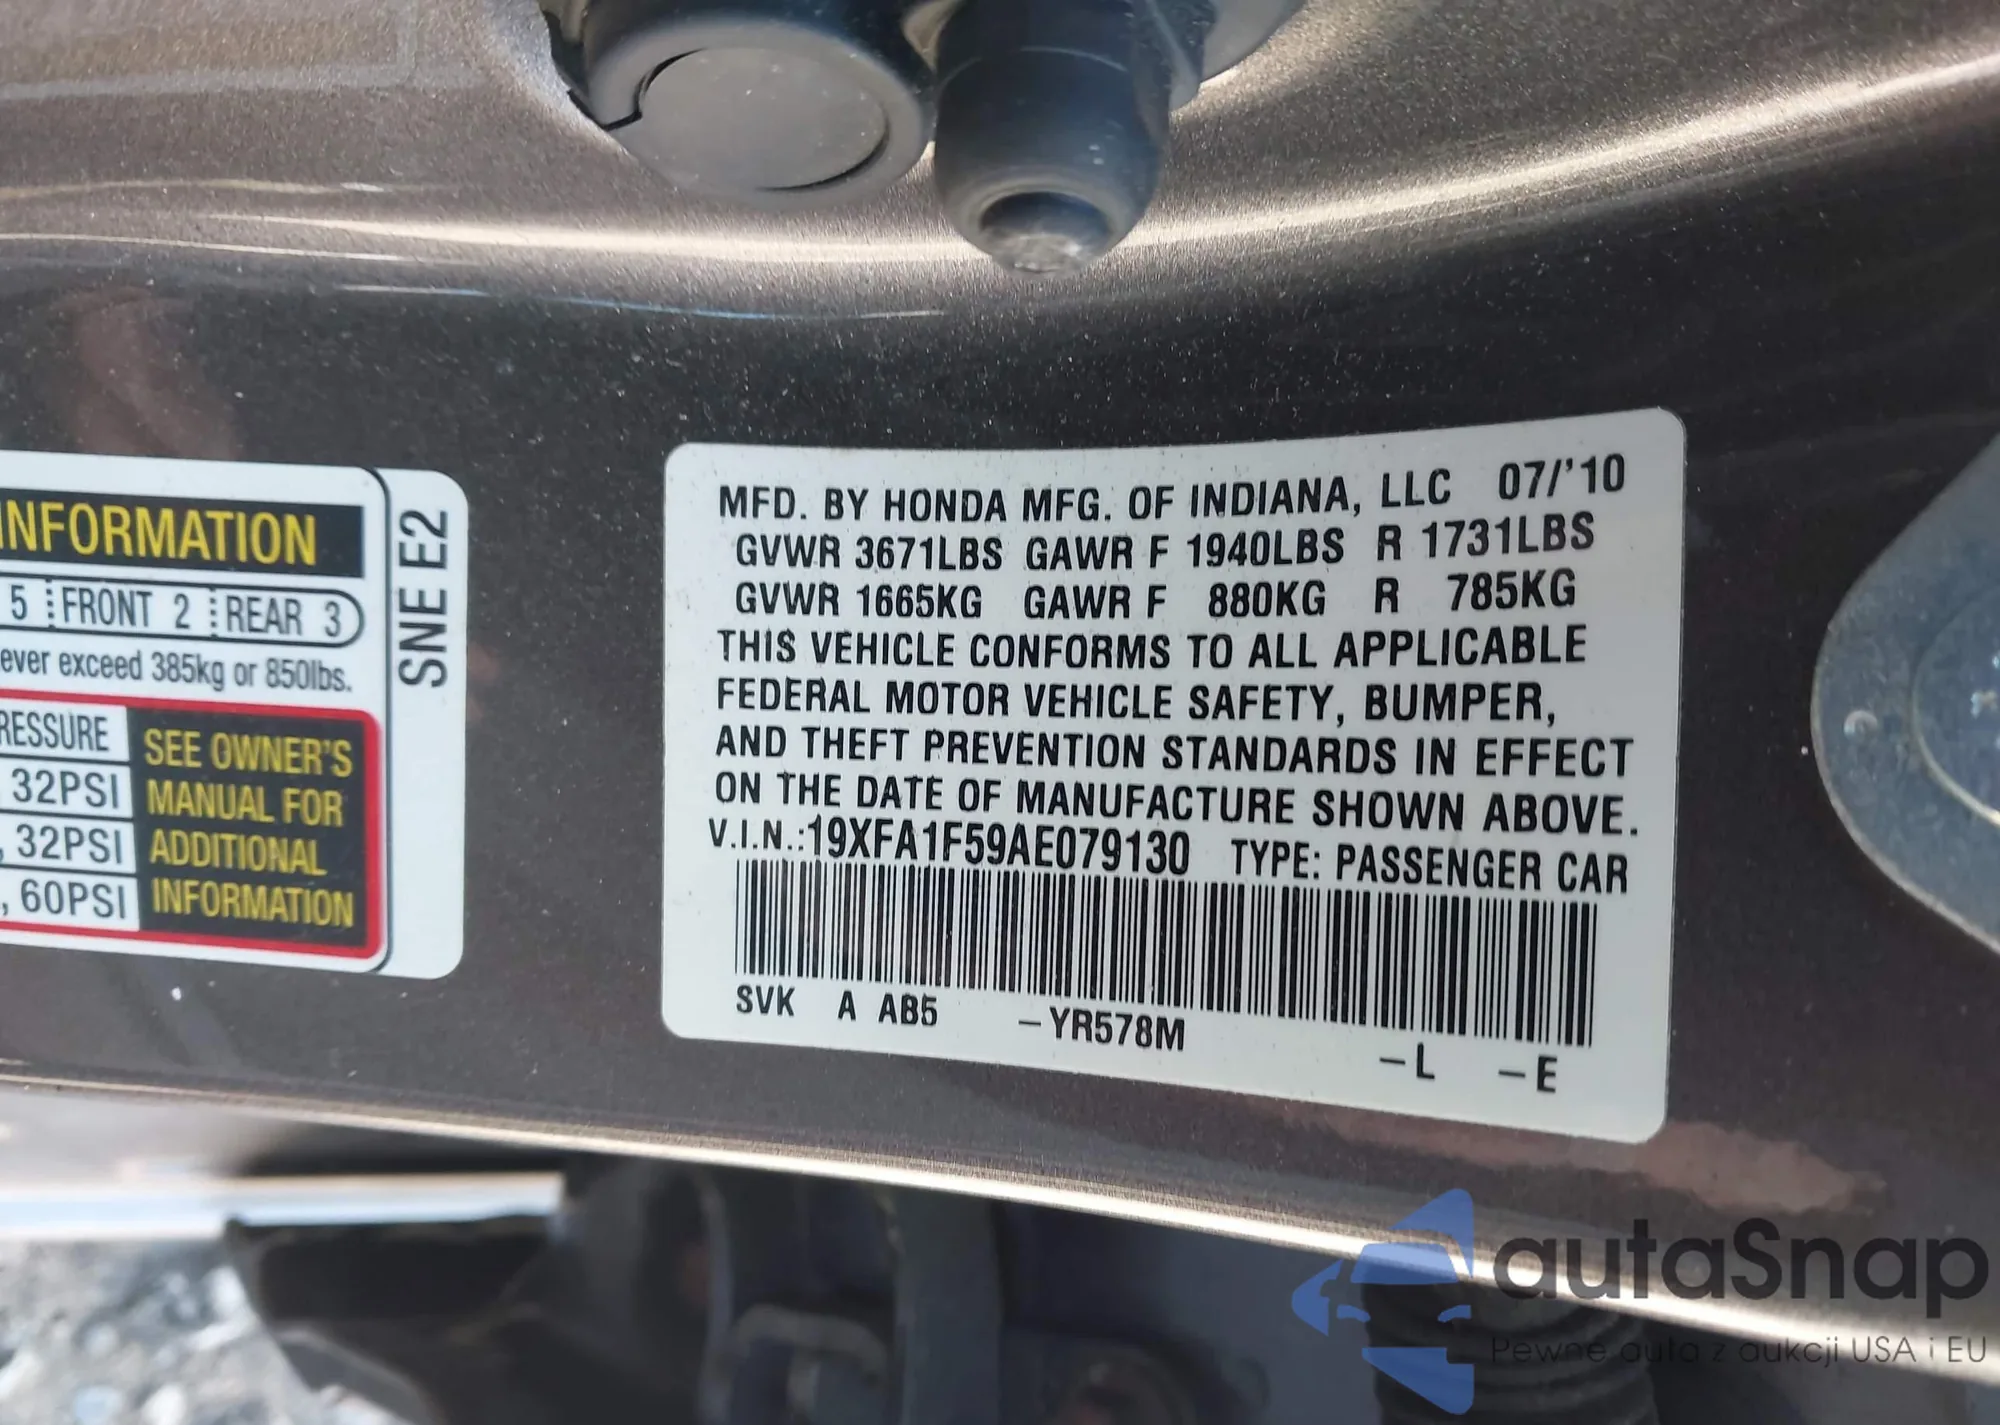 INFORMATION
5 FRONT 2 REAR 3
ever exceed 385kg or 850lbs.
RESSURE
32PSI
, 32PSI
, 60PSI
SEE OWNER'S
MANUAL FOR
ADDITIONAL
INFORMATION
SNE E2
MFD. BY HONDA MFG. OF INDIANA, LLC 07/'10
GVWR 3671LBS GAWR F 1940LBS R 1731LBS
GVWR 1665KG GAWR F 880KG R 785KG
THIS VEHICLE CONFORMS TO ALL APPLICABLE
FEDERAL MOTOR VEHICLE SAFETY, BUMPER,
AND THEFT PREVENTION STANDARDS IN EFFECT
ON THE DATE OF MANUFACTURE SHOWN ABOVE.
V.I.N.:19XFA1F59AE079130 TYPE: PASSENGER CAR
SVK A AB5 -YR578M -L -E
autaSnap
Pewne auta z aukcji USA i EU